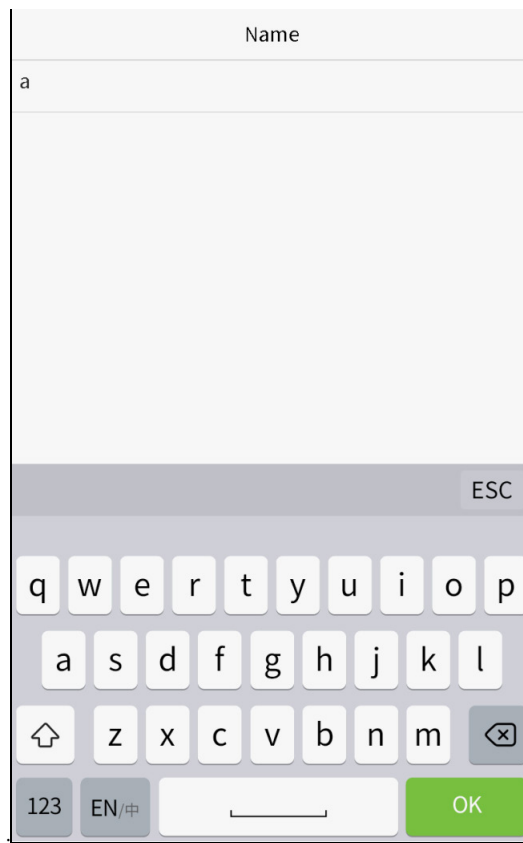 Name
a
ESC
q w e r t y u i o p
a s d f g h j k l
z x c v b n m
123 EN/中 OK
.